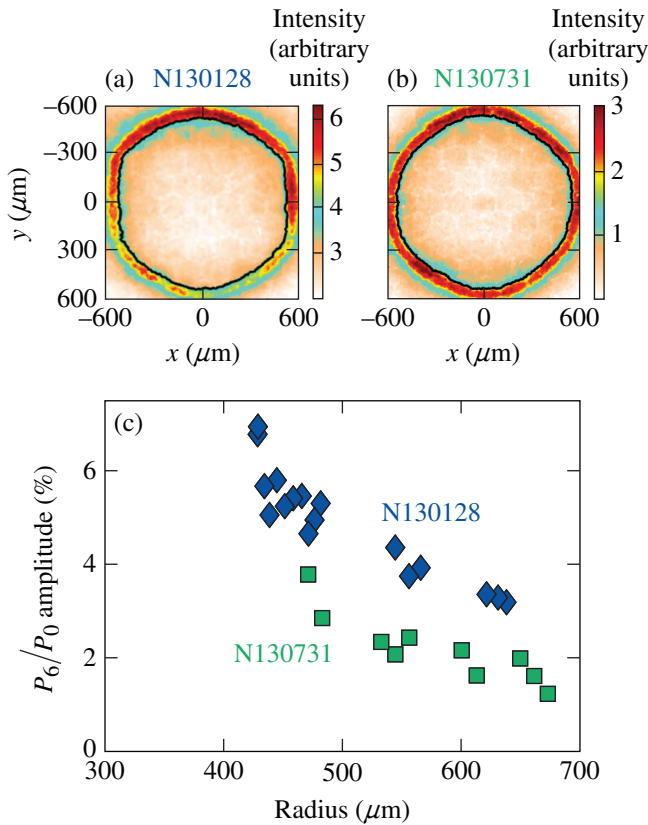 Intensity
(arbitrary
units)
(a) N130128
–600
–300
0
300
600
y (μm)
–600 0 600
x (μm)
6
5
4
3
Intensity
(arbitrary
units)
(b) N130731
–600 0 600
x (μm)
3
2
1
(c)
P6/P0 amplitude (%)
6
4
2
0
N130128
N130731
300 400 500 600 700
Radius (μm)